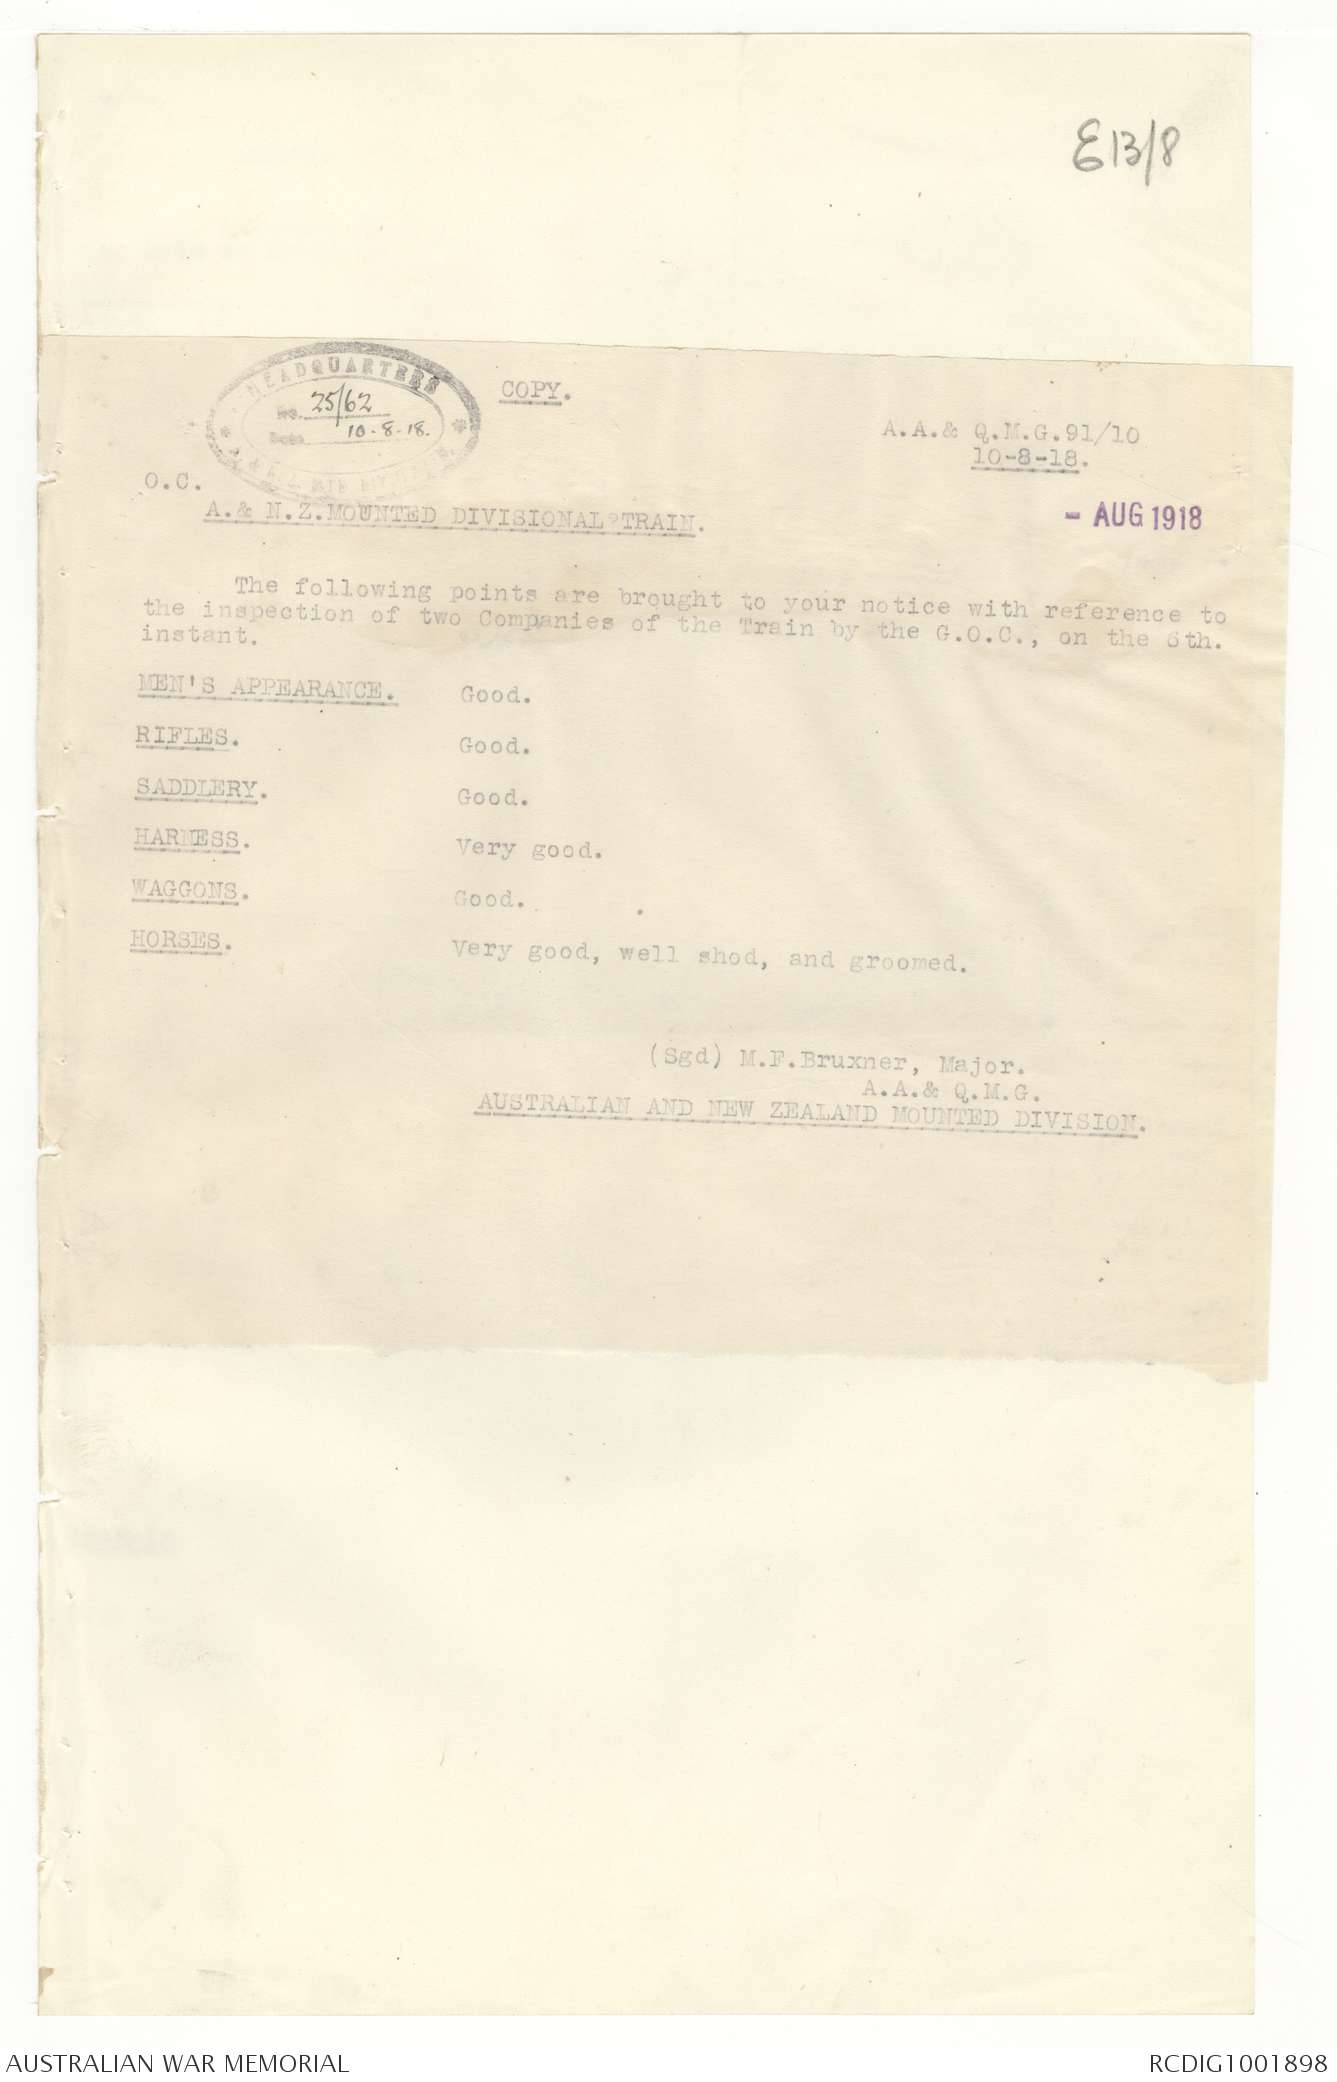 E13/8
HEADQUARTERS
No. 25/62
Date 10-8-18.
COPY.
A.A.& Q.M.G.91/10
10-8-18.
O.C.
A.& N.Z.MOUNTED DIVISIONAL TRAIN.
- AUG 1918
The following points are brought to your notice with reference to
the inspection of two Companies of the Train by the G.O.C., on the
instant.
MEN'S APPEARANCE. Good.
RIFLES. Good.
SADDLERY. Good.
HARNESS. Very good.
WAGGONS. Good.
HORSES. Very good, well shod, and groomed.
(Sgd) M.F.Bruxner, Major.
A.A.& Q.M.G.
AUSTRALIAN AND NEW ZEALAND MOUNTED DIVISION.
AUSTRALIAN WAR MEMORIAL
RCDIG1001898